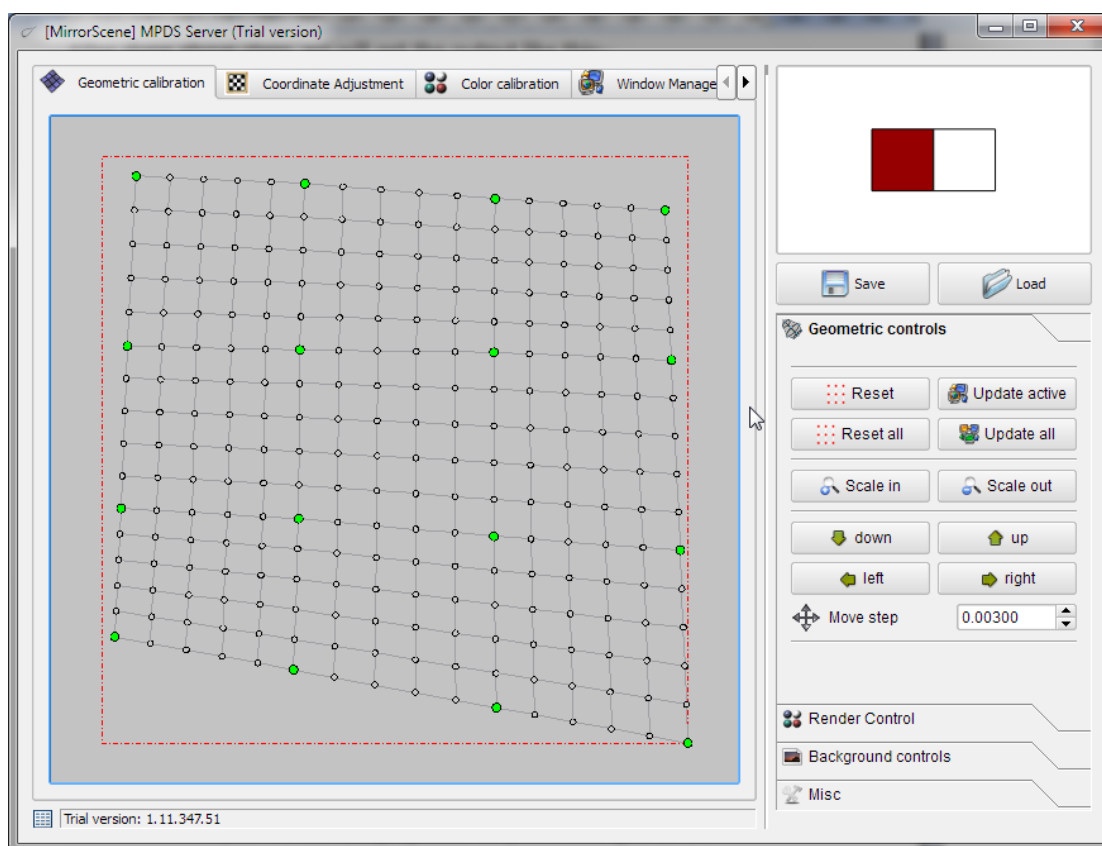 [MirrorScene] MPDS Server (Trial version)
Geometric calibration Coordinate Adjustment Color calibration Window Manage
Save Load
Geometric controls
Reset Update active
Reset all Update all
Scale in Scale out
down up
left right
Move step 0.00300
Render Control
Background controls
Misc
Trial version: 1.11.347.51